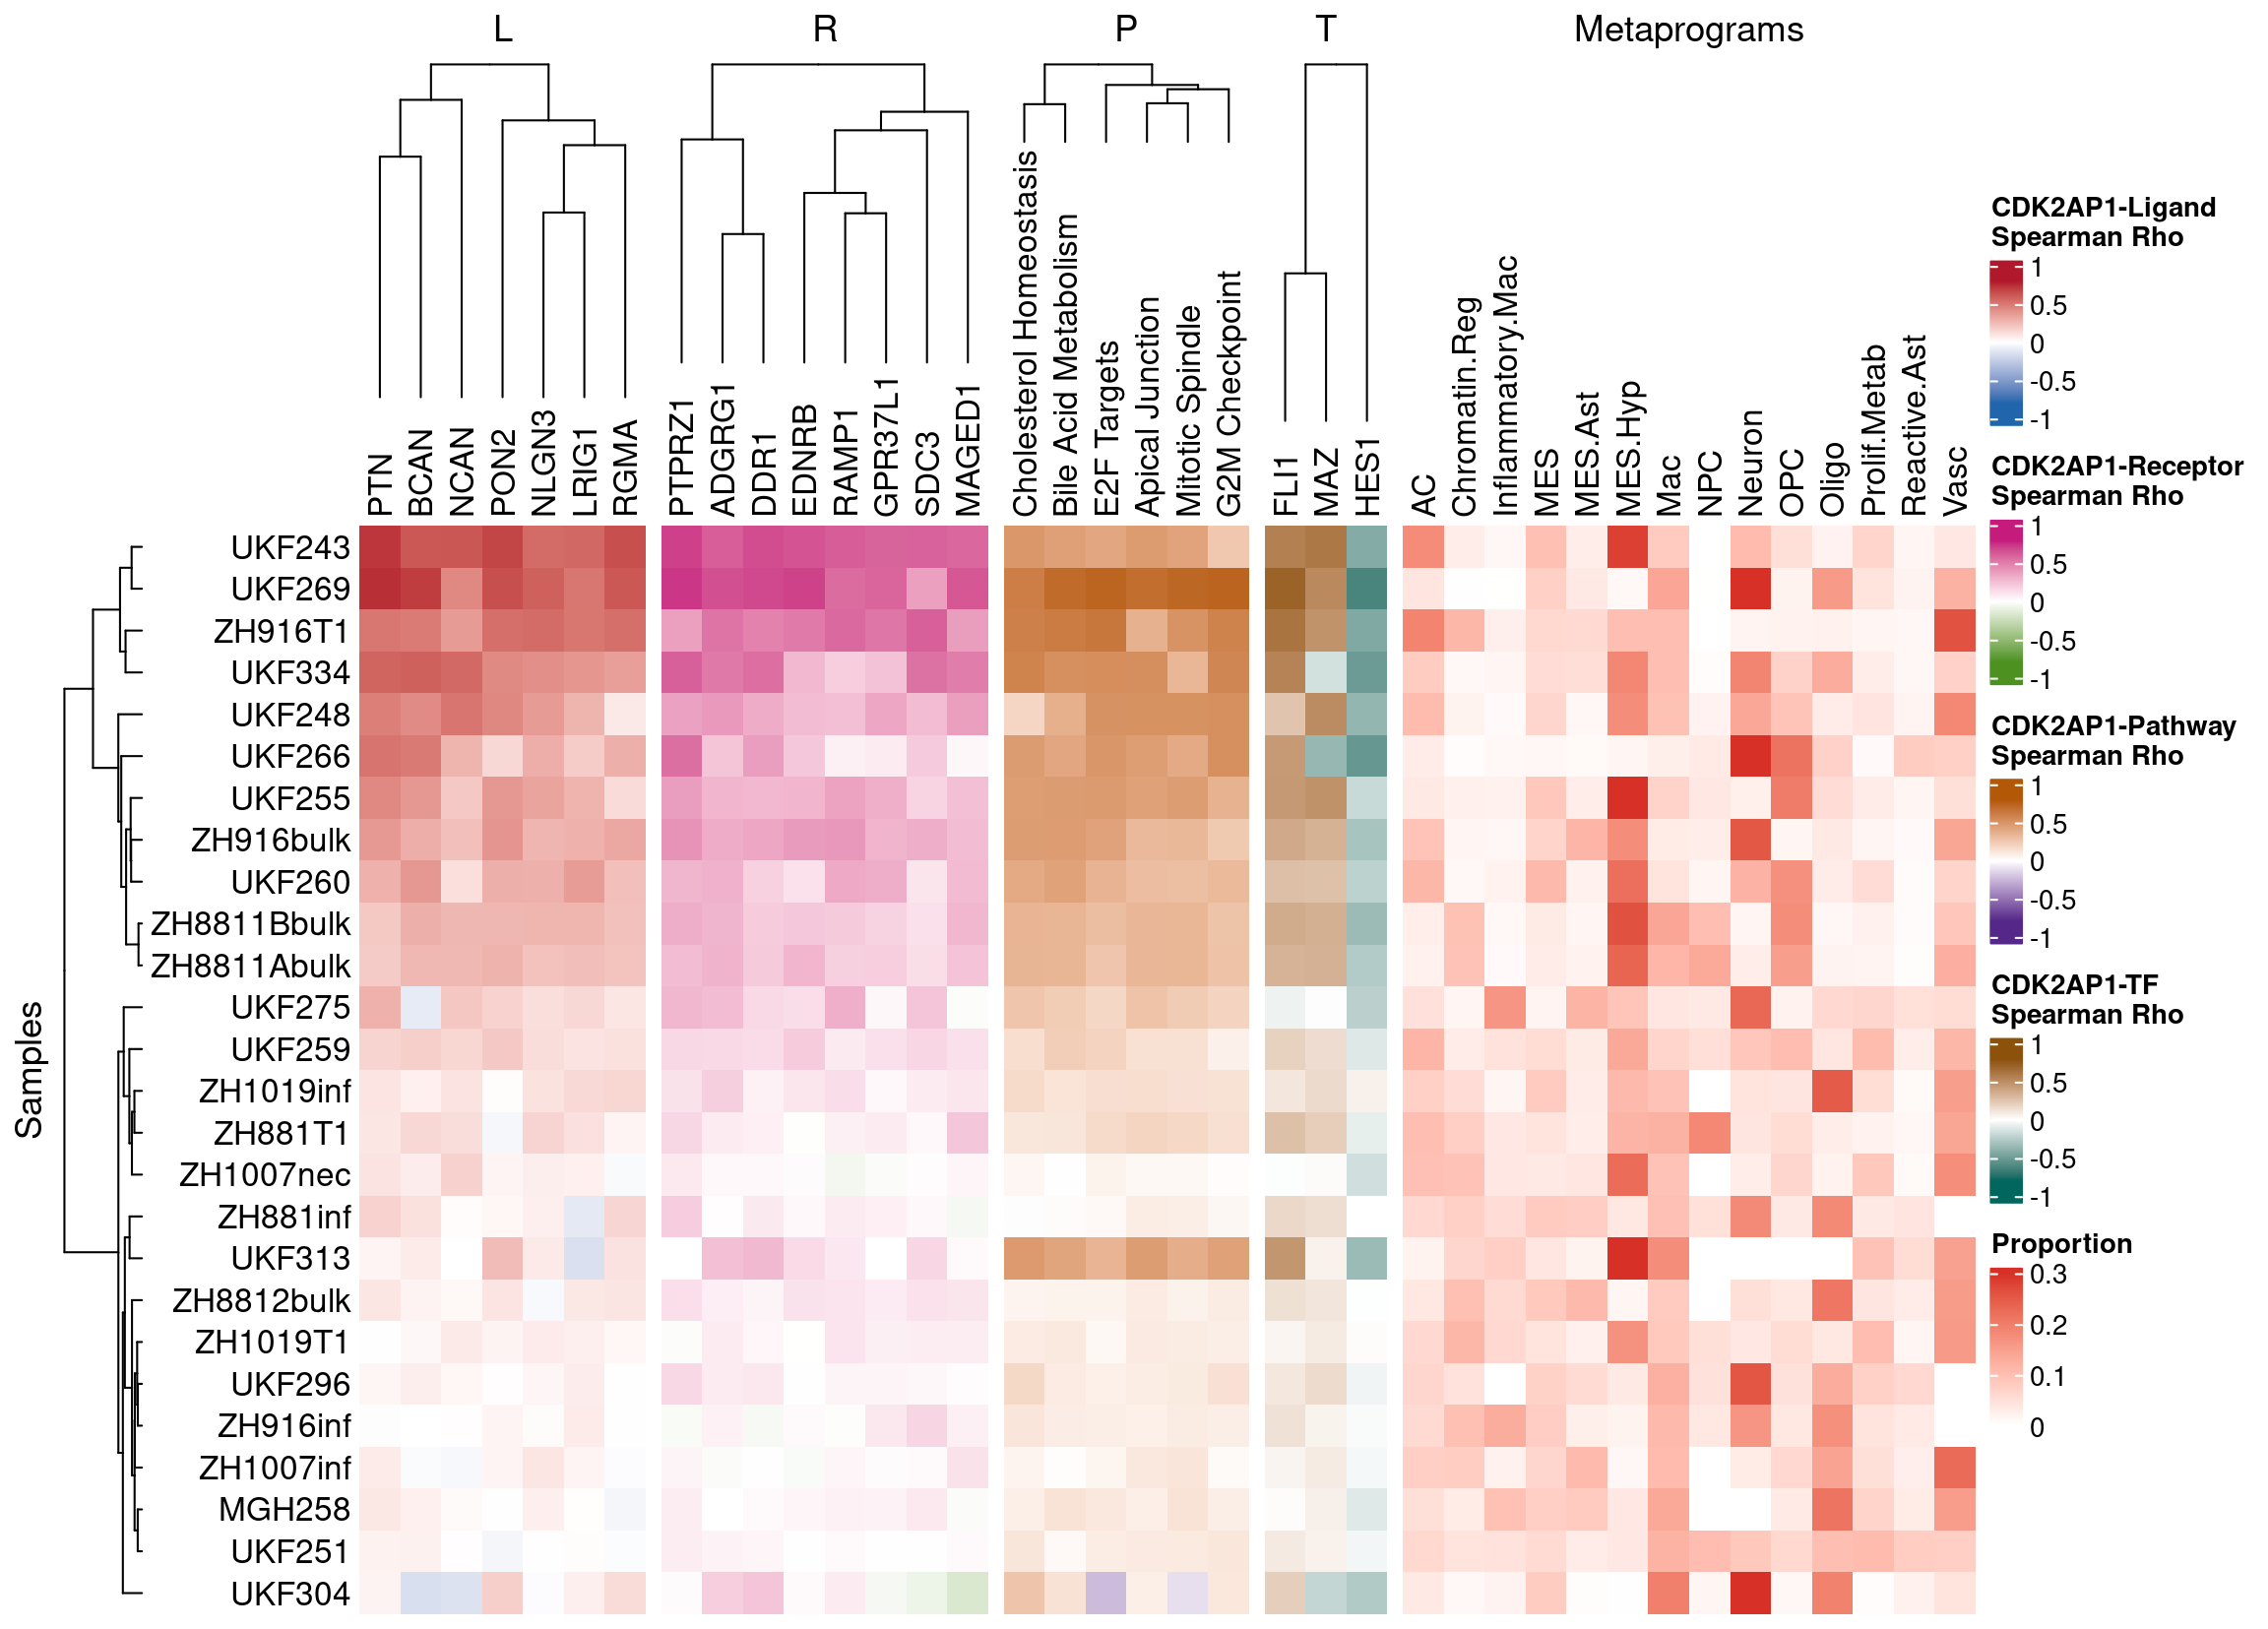 L R P T Metaprograms
PTN
BCAN
NCAN
PON2
NLGN3
LRIG1
RGMA
PTPRZ1
ADGRG1
DDR1
EDNRB
RAMP1
GPR37L1
SDC3
MAGED1
Cholesterol Homeostasis
Bile Acid Metabolism
E2F Targets
Apical Junction
Mitotic Spindle
G2M Checkpoint
FLI1
MAZ
HES1
AC
Chromatin.Reg
Inflammatory.Mac
MES
MES.Ast
MES.Hyp
Mac
NPC
Neuron
OPC
Oligo
Prolif.Metab
Reactive.Ast
Vasc
Samples
UKF243
UKF269
ZH916T1
UKF334
UKF248
UKF266
UKF255
ZH916bulk
UKF260
ZH8811Bbulk
ZH8811Abulk
UKF275
UKF259
ZH1019inf
ZH881T1
ZH1007nec
ZH881inf
UKF313
ZH8812bulk
ZH1019T1
UKF296
ZH916inf
ZH1007inf
MGH258
UKF251
UKF304
CDK2AP1-Ligand
Spearman Rho
1
0.5
0
-0.5
-1
CDK2AP1-Receptor
Spearman Rho
1
0.5
0
-0.5
-1
CDK2AP1-Pathway
Spearman Rho
1
0.5
0
-0.5
-1
CDK2AP1-TF
Spearman Rho
1
0.5
0
-0.5
-1
Proportion
0.3
0.2
0.1
0